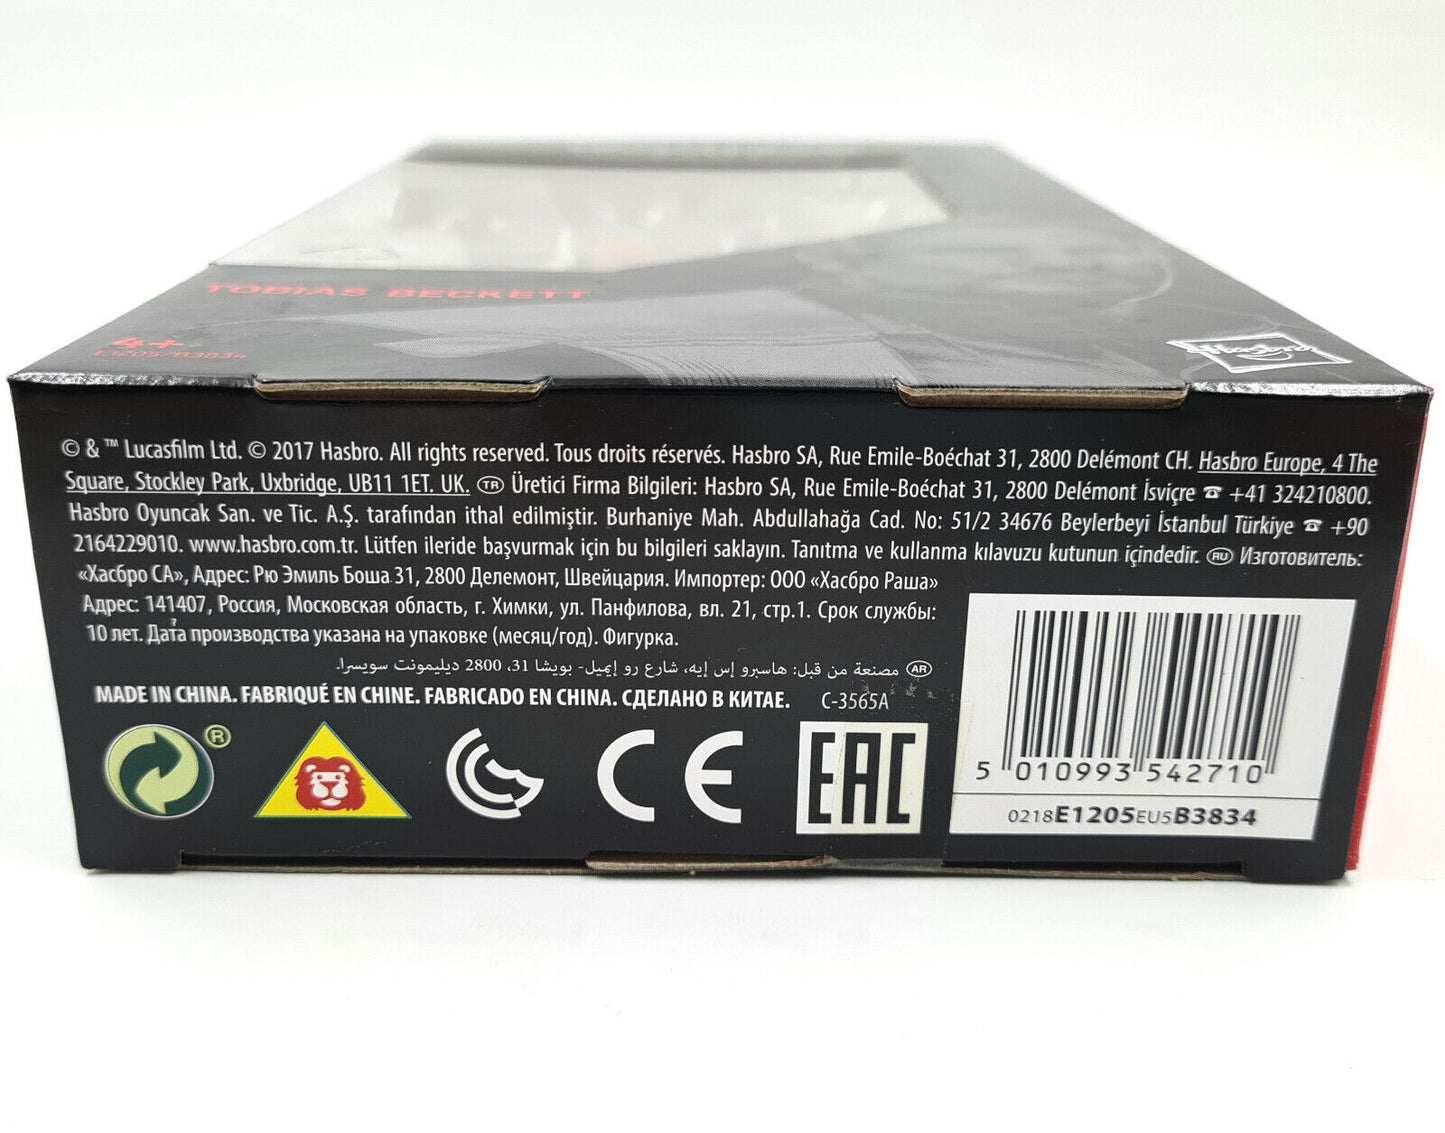 TOBIAS BECKETT
4+
E1205/B3834
Hasbro
© & ™ Lucasfilm Ltd. © 2017 Hasbro. All rights reserved. Tous droits réservés. Hasbro SA, Rue Emile-Boéchat 31, 2800 Delémont CH. Hasbro Europe, 4 The
Square, Stockley Park, Uxbridge, UB11 1ET. UK. TR Üretici Firma Bilgileri: Hasbro SA, Rue Emile-Boéchat 31, 2800 Delémont İsviçre ☎ +41 324210800.
Hasbro Oyuncak San. ve Tic. A.Ş. tarafından ithal edilmiştir. Burhaniye Mah. Abdullahağa Cad. No: 51/2 34676 Beylerbeyi İstanbul Türkiye ☎ +90
2164229010. www.hasbro.com.tr. Lütfen ileride başvurmak için bu bilgileri saklayın. Tanıtma ve kullanma kılavuzu kutunun içindedir. RU Изготовитель:
«Хасбро СА», Адрес: Рю Эмиль Боша 31, 2800 Делемонт, Швейцария. Импортер: ООО «Хасбро Раша»
Адрес: 141407, Россия, Московская область, г. Химки, ул. Панфилова, вл. 21, стр.1. Срок службы:
10 лет. Дата производства указана на упаковке (месяц/год). Фигурка.
AR مصنعة من قبل: هاسبرو إس إيه، شارع رو إيميل- بويشا 31، 2800 ديليمونت سويسرا.
MADE IN CHINA. FABRIQUÉ EN CHINE. FABRICADO EN CHINA. СДЕЛАНО В КИТАЕ. C-3565A
®
CE
EAC
5 010993 542710
0218E1205EU5B3834